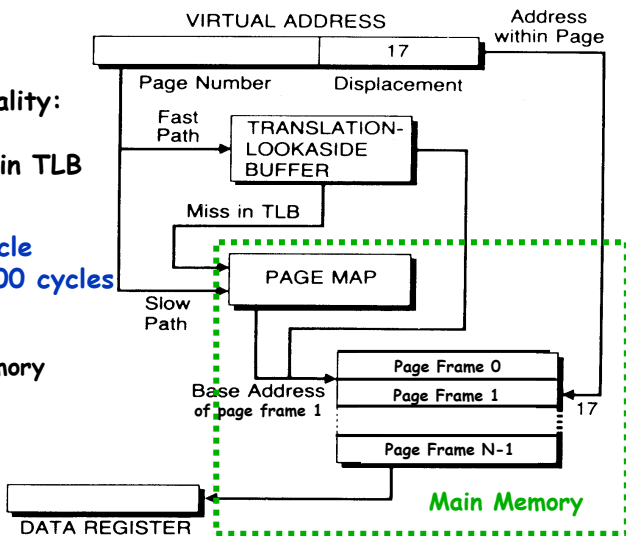 VIRTUAL ADDRESS
Address
within Page
17
Page Number
Displacement
ality:
Fast
Path
TRANSLATION-
LOOKASIDE
BUFFER
in TLB
Miss in TLB
cle
00 cycles
PAGE MAP
Slow
Path
nory
Page Frame 0
Base Address
of page frame 1
Page Frame 1
17
Page Frame N-1
Main Memory
DATA REGISTER